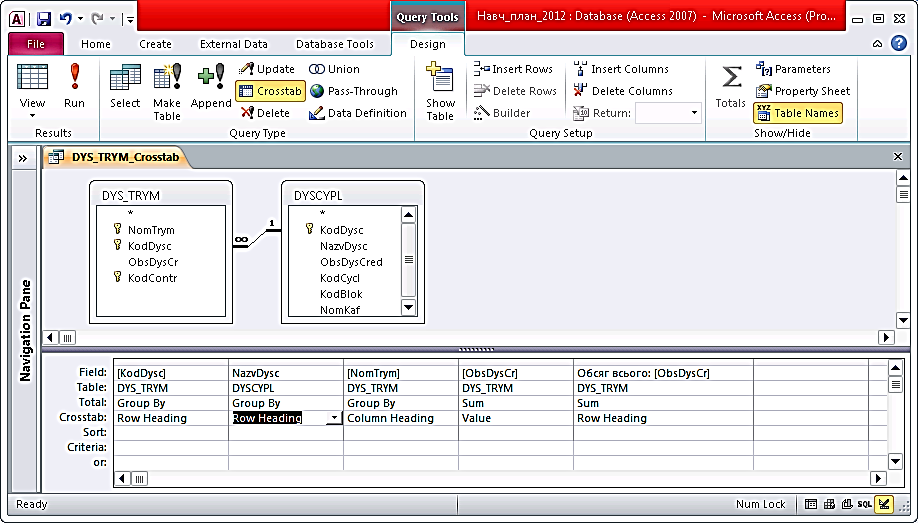 Query Tools
Навч_план_2012 : Database (Access 2007) - Microsoft Access (Pro...
File Home Create External Data Database Tools Design
View
Run
Results
Select
Make Table
Append
Update
Crosstab
Delete
Union
Pass-Through
Data Definition
Query Type
Show Table
Insert Rows
Delete Rows
Builder
Insert Columns
Delete Columns
Return:
Query Setup
Totals
Parameters
Property Sheet
Table Names
Show/Hide
DYS_TRYM_Crosstab
Navigation Pane
DYS_TRYM
*
NomTrym
KodDysc
ObsDysCr
KodContr
∞ 1
DYSCYPL
*
KodDysc
NazvDysc
ObsDysCred
KodCycl
KodBlok
NomKaf
Field: [KodDysc] NazvDysc [NomTrym] [ObsDysCr] Обсяг всього: [ObsDysCr]
Table: DYS_TRYM DYSCYPL DYS_TRYM DYS_TRYM DYS_TRYM
Total: Group By Group By Group By Sum Sum
Crosstab: Row Heading Row Heading Column Heading Value Row Heading
Sort:
Criteria:
or:
Ready Num Lock SQL